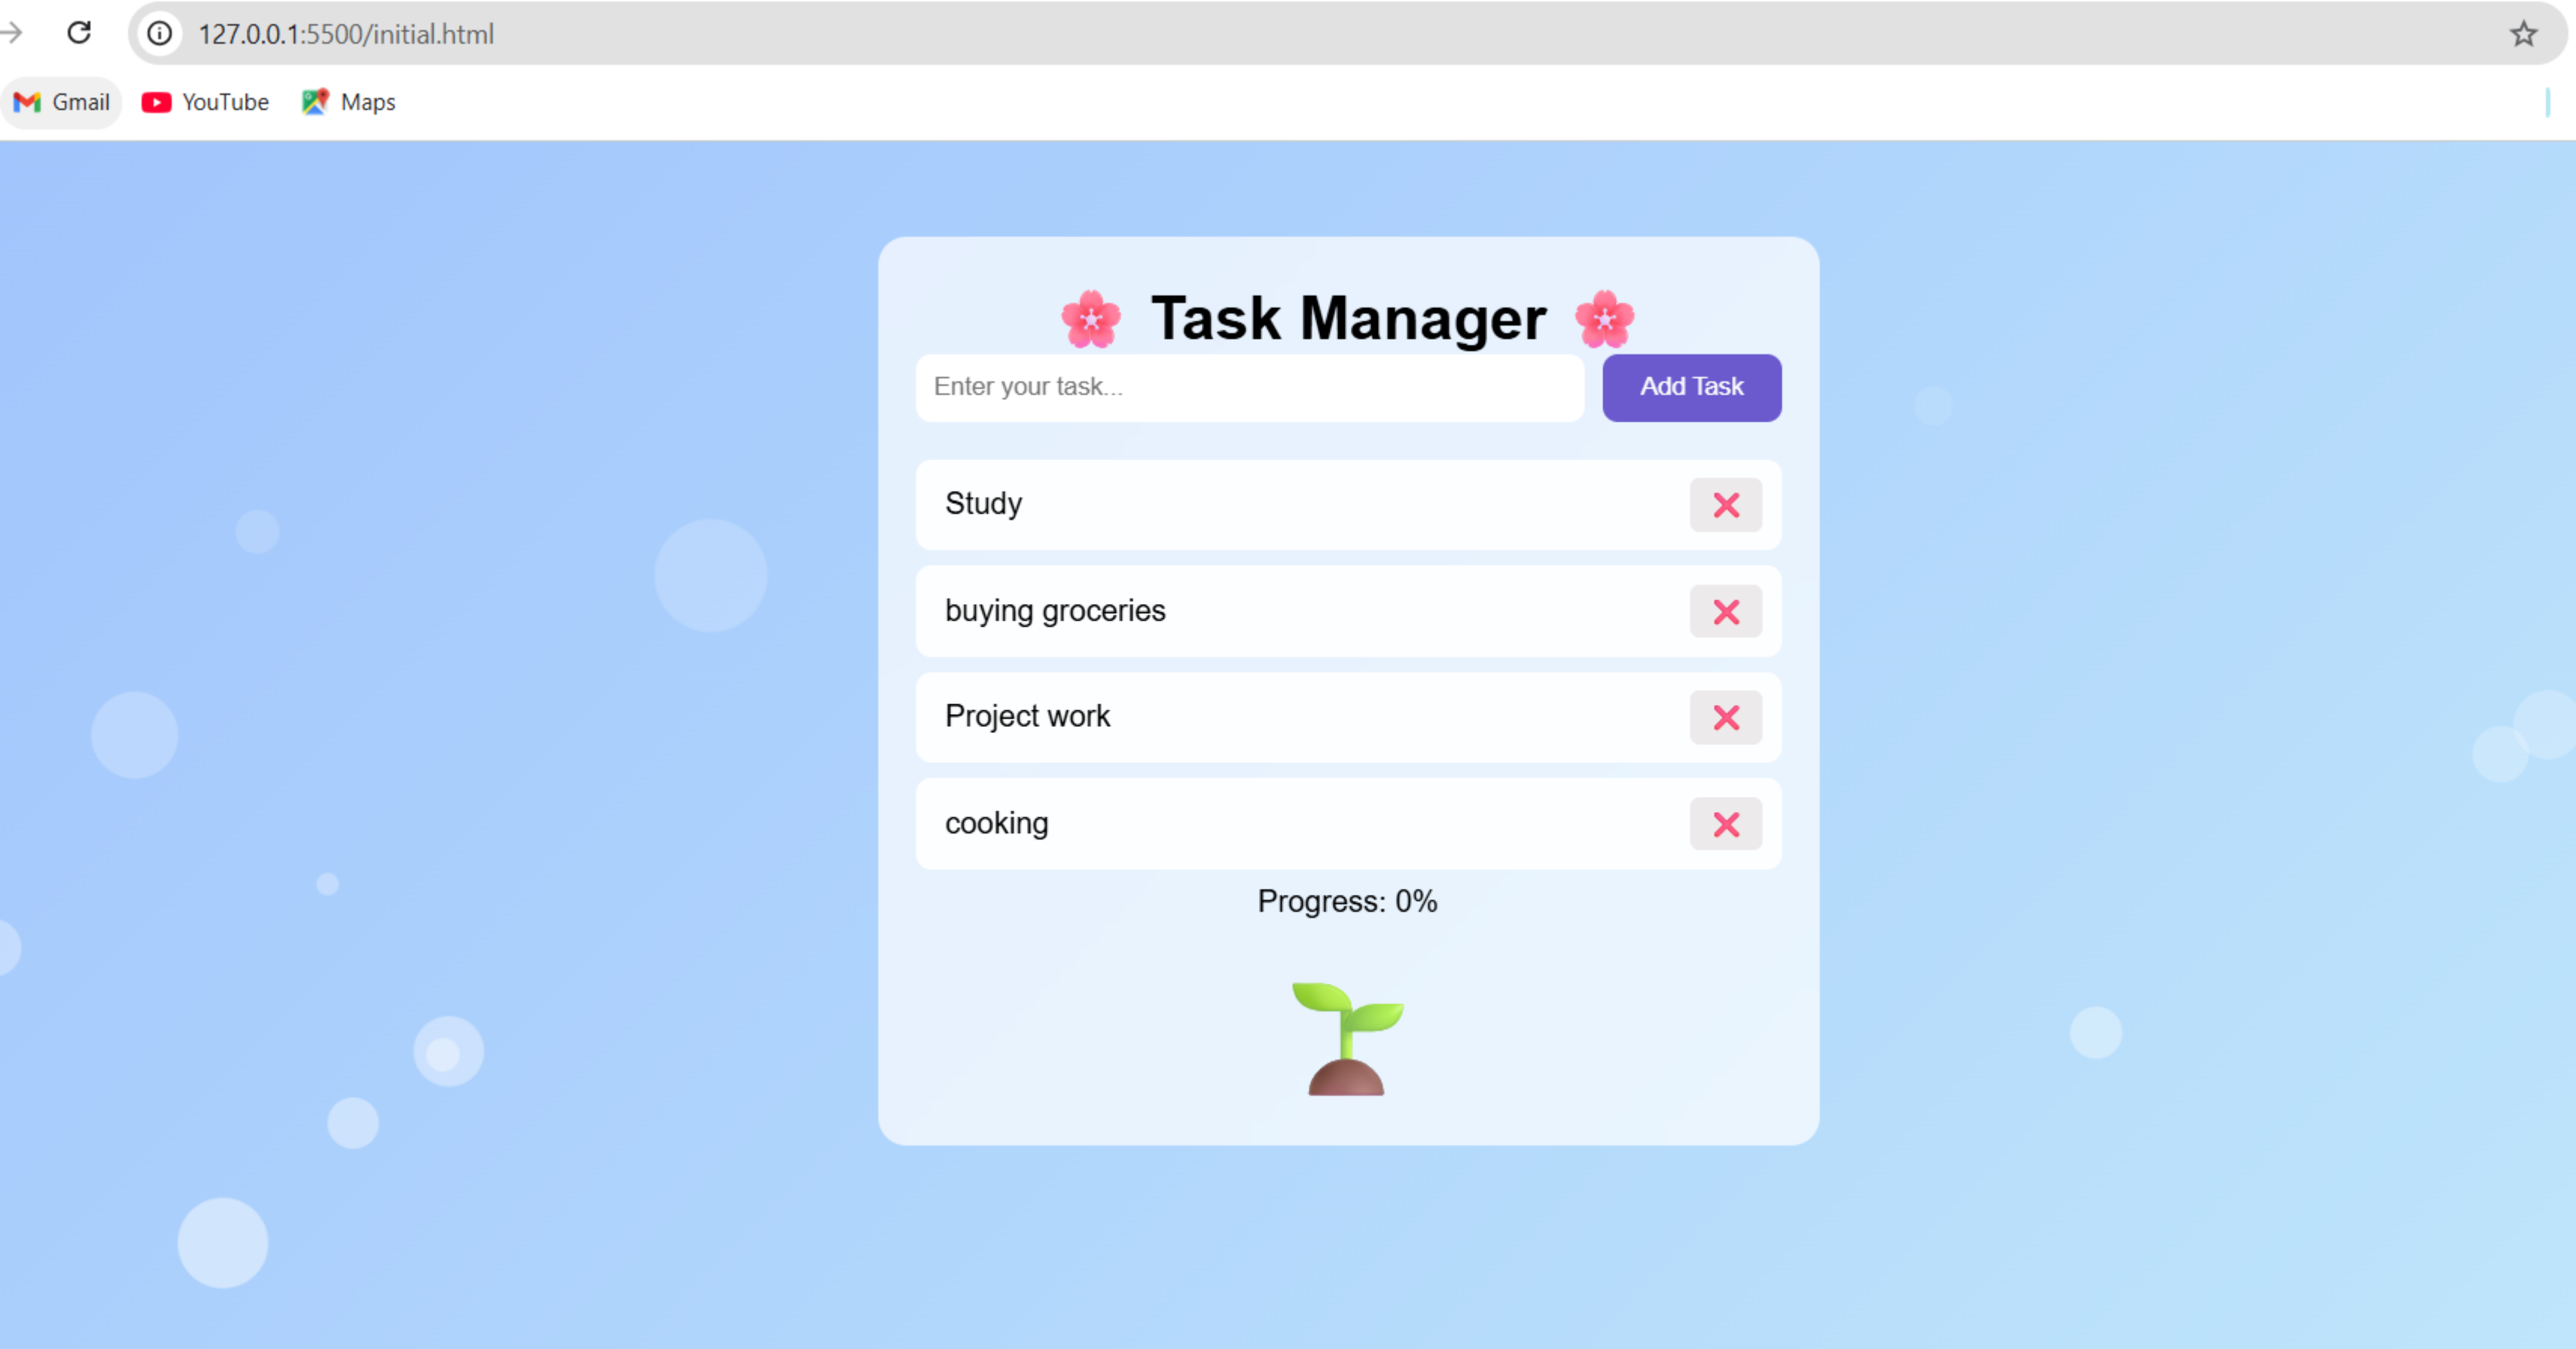 127.0.0.1:5500/initial.html
Gmail YouTube Maps
Task Manager
Enter your task... Add Task
Study
buying groceries
Project work
cooking
Progress: 0%